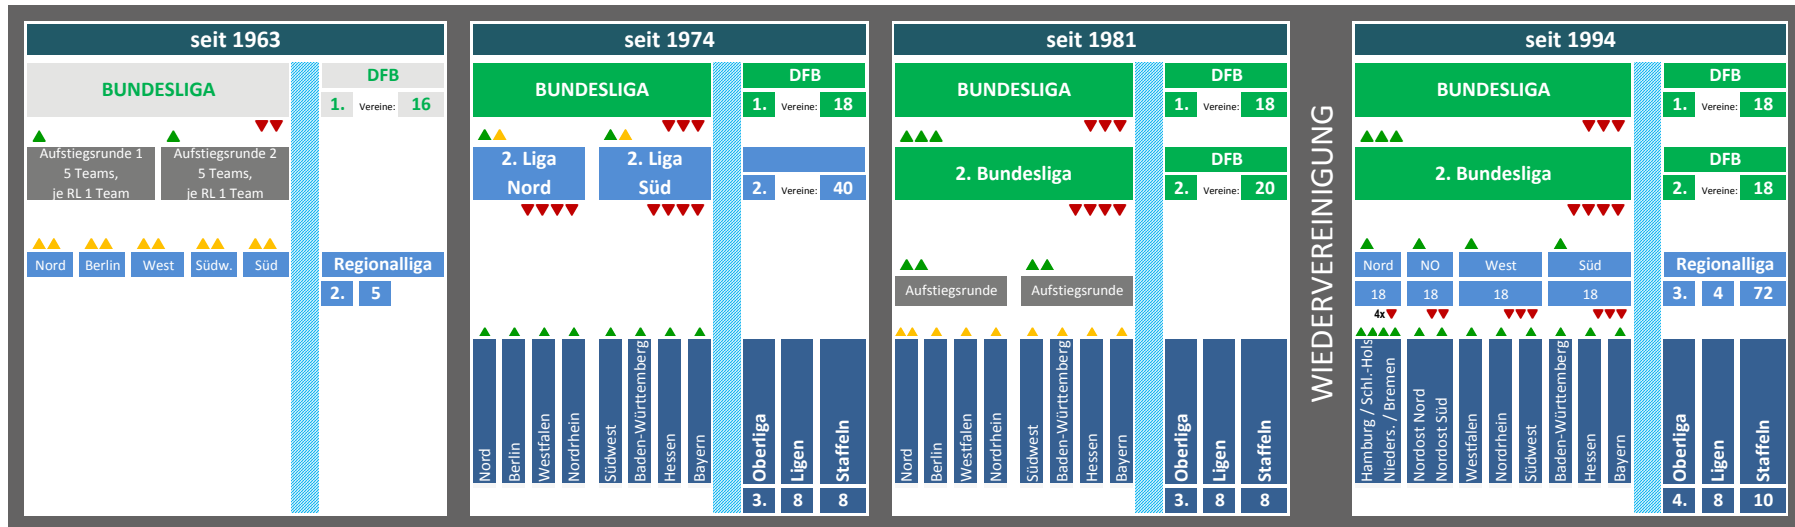 seit 1963
BUNDESLIGA
DFB
1. Vereine: 16
Aufstiegsrunde 1
5 Teams,
je RL 1 Team
Aufstiegsrunde 2
5 Teams,
je RL 1 Team
Nord Berlin West Südw. Süd
Regionalliga
2. 5
seit 1974
BUNDESLIGA
DFB
1. Vereine: 18
2. Liga
Nord
2. Liga
Süd
2. Vereine: 40
Nord
Berlin
Westfalen
Nordrhein
Südwest
Baden-Württemberg
Hessen
Bayern
Oberliga
Ligen
Staffeln
3. 8 8
seit 1981
BUNDESLIGA
DFB
1. Vereine: 18
2. Bundesliga
DFB
2. Vereine: 20
Aufstiegsrunde
Aufstiegsrunde
Nord
Berlin
Westfalen
Nordrhein
Südwest
Baden-Württemberg
Hessen
Bayern
Oberliga
Ligen
Staffeln
3. 8 8
WIEDERVEREINIGUNG
seit 1994
BUNDESLIGA
DFB
1. Vereine: 18
2. Bundesliga
DFB
2. Vereine: 18
Nord NO West Süd
18 18 18 18
Regionalliga
3. 4 72
4x
Hamburg / Schl.-Hols
Nieders. / Bremen
Nordost Nord
Nordost Süd
Westfalen
Nordrhein
Südwest
Baden-Württemberg
Hessen
Bayern
Oberliga
Ligen
Staffeln
4. 8 10